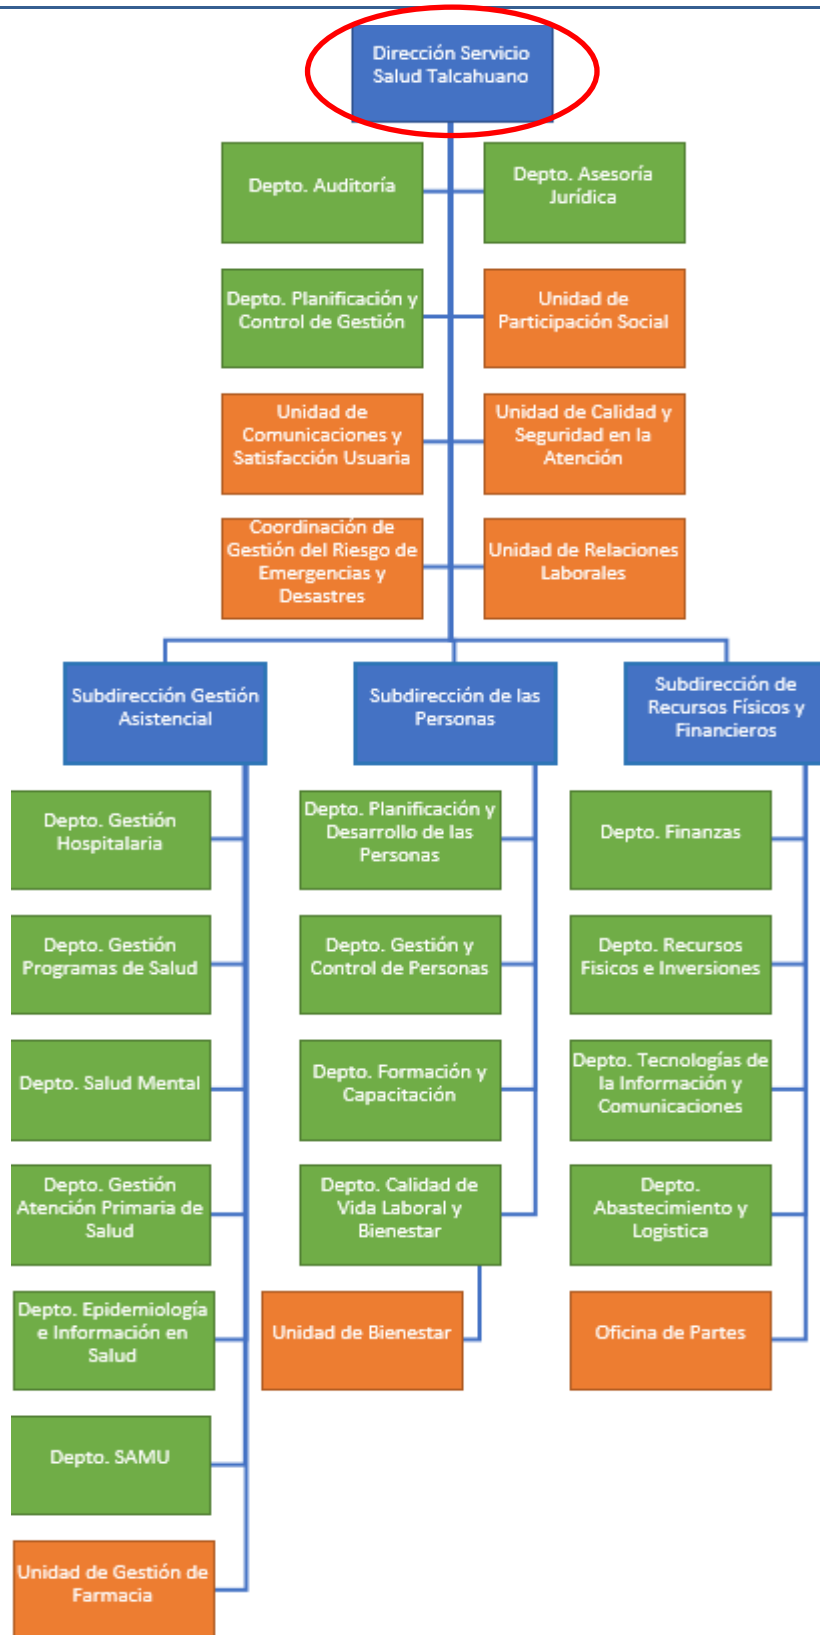 Dirección Servicio
Salud Talcahuano
Depto. Auditoría
Depto. Asesoría
Jurídica
Depto. Planificación y
Control de Gestión
Unidad de
Participación Social
Unidad de
Comunicaciones y
Satisfacción Usuaria
Unidad de Calidad y
Seguridad en la
Atención
Coordinación de
Gestión del Riesgo de
Emergencias y
Desastres
Unidad de Relaciones
Laborales
Subdirección Gestión
Asistencial
Subdirección de las
Personas
Subdirección de
Recursos Físicos y
Financieros
Depto. Gestión
Hospitalaria
Depto. Planificación y
Desarrollo de las
Personas
Depto. Finanzas
Depto. Gestión
Programas de Salud
Depto. Gestión y
Control de Personas
Depto. Recursos
Fisicos e Inversiones
Depto. Salud Mental
Depto. Formación y
Capacitación
Depto. Tecnologías de
la Información y
Comunicaciones
Depto. Gestión
Atención Primaria de
Salud
Depto. Calidad de
Vida Laboral y
Bienestar
Depto.
Abastecimiento y
Logistica
Depto. Epidemiología
e Información en
Salud
Unidad de Bienestar
Oficina de Partes
Depto. SAMU
Unidad de Gestión de
Farmacia